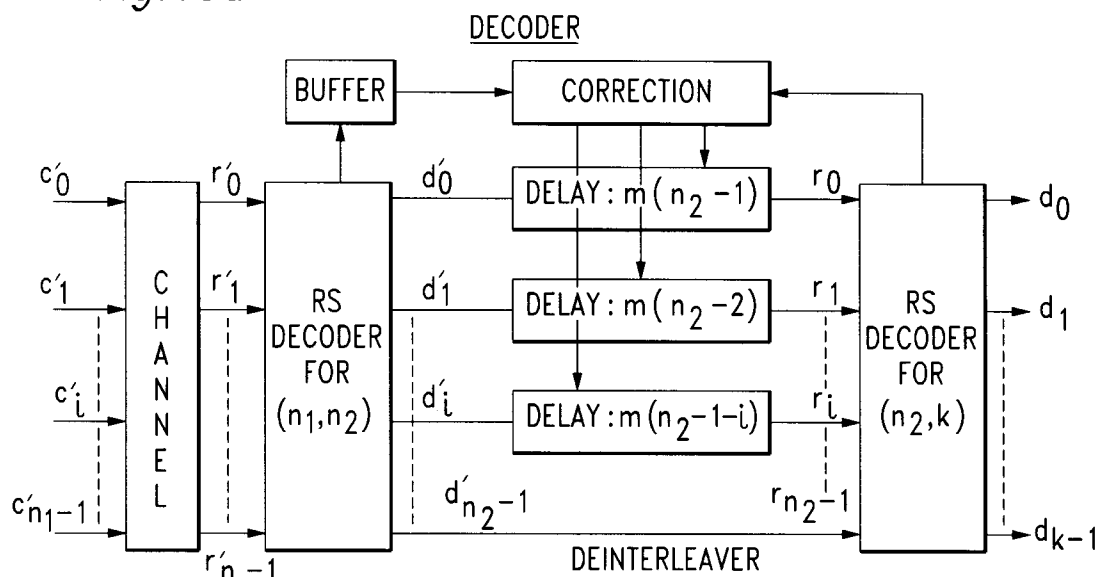 DECODER
BUFFER
CORRECTION
c'0
r'0
d'0
DELAY : m(n2-1)
r0
d0
c'1
r'1
d'1
DELAY : m(n2-2)
r1
d1
CHANNEL
RS
DECODER
FOR
(n1,n2)
RS
DECODER
FOR
(n2,k)
c'i
d'i
DELAY : m(n2-1-i)
ri
c'n1-1
d'n2-1
rn2-1
dk-1
DEINTERLEAVER